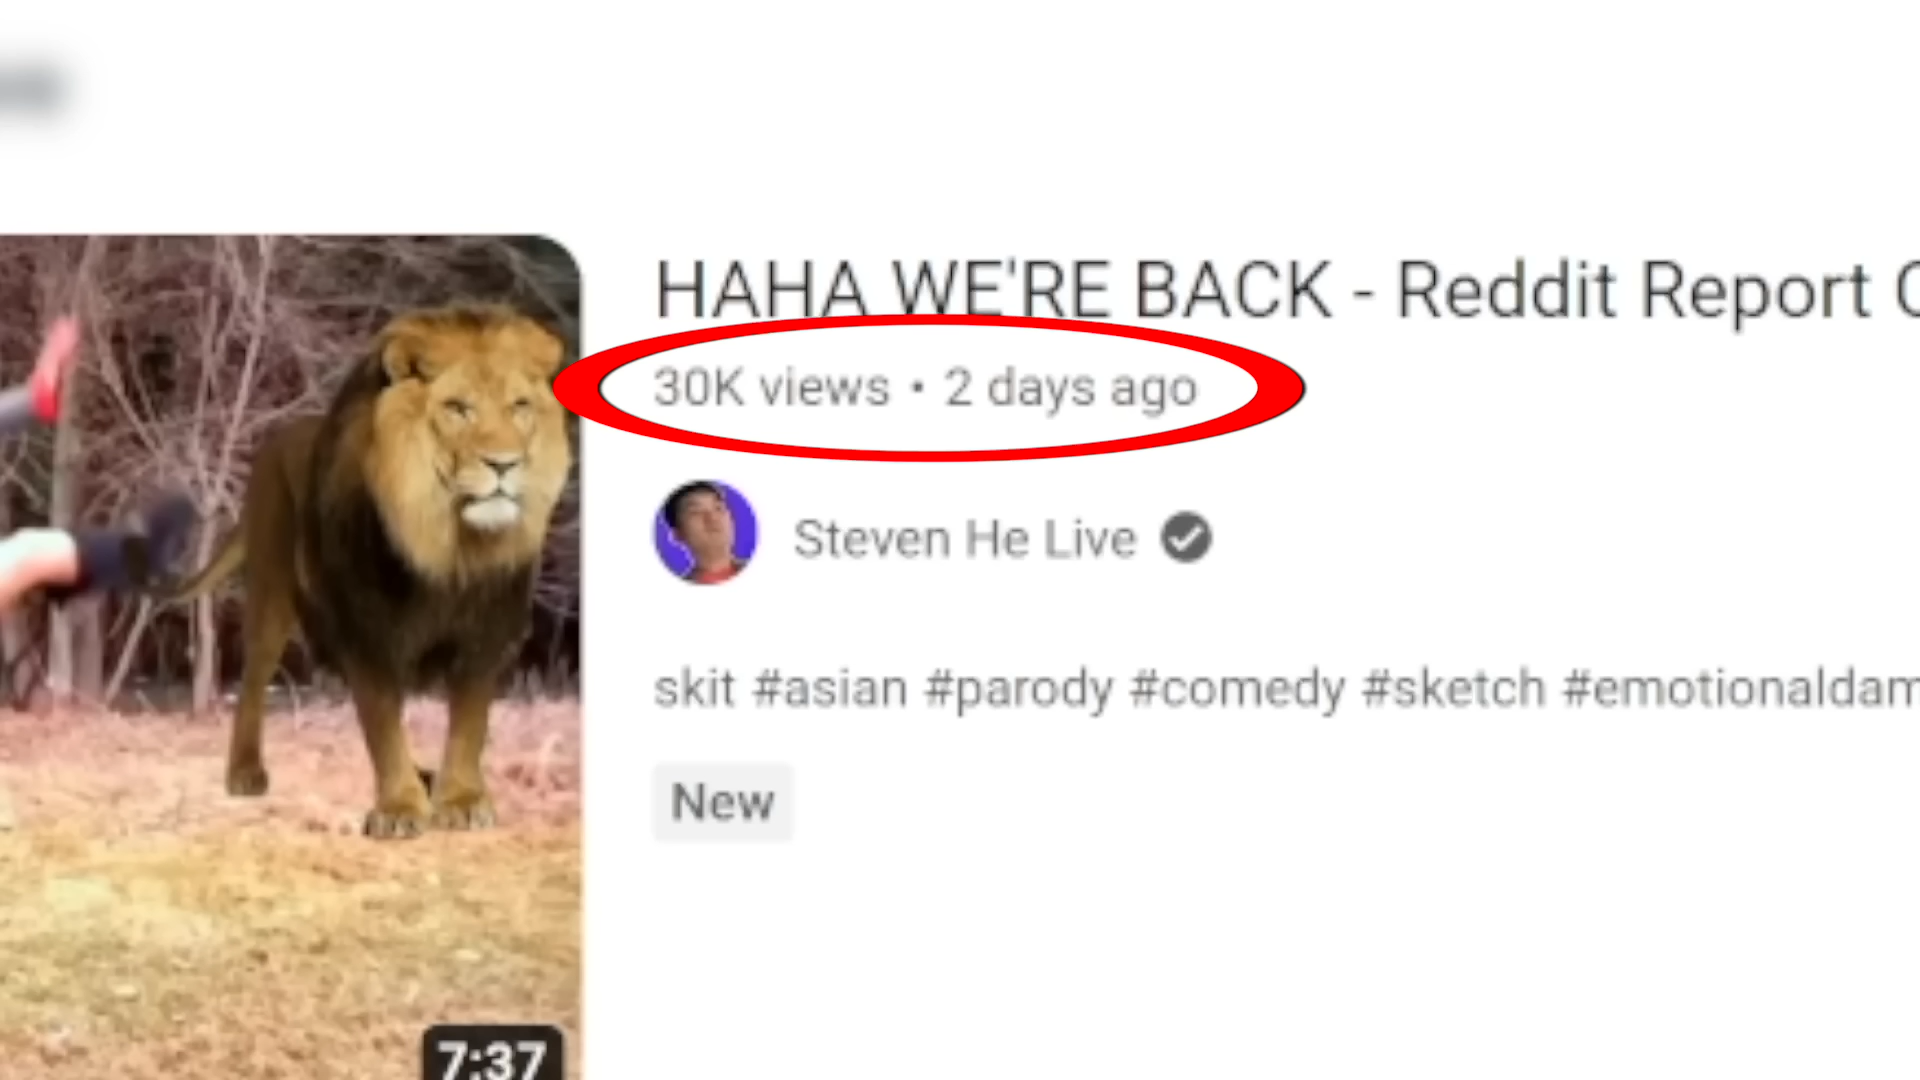 HAHA WE'RE BACK - Reddit Report
30K views • 2 days ago
Steven He Live
skit #asian #parody #comedy #sketch #emotionaldam
New
7:37